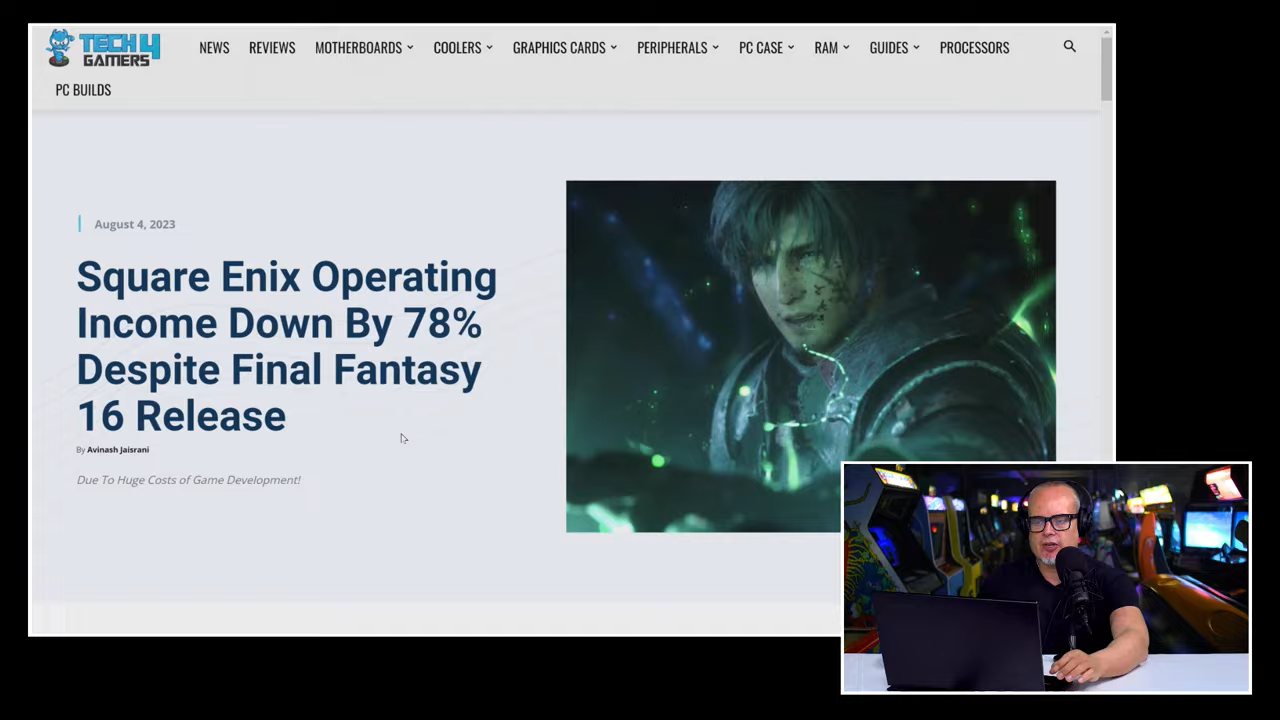 TECH4
GAMERS
NEWS REVIEWS MOTHERBOARDS COOLERS GRAPHICS CARDS PERIPHERALS PC CASE RAM GUIDES PROCESSORS
PC BUILDS
August 4, 2023
Square Enix Operating
Income Down By 78%
Despite Final Fantasy
16 Release
By Avinash Jaisrani
Due To Huge Costs of Game Development!